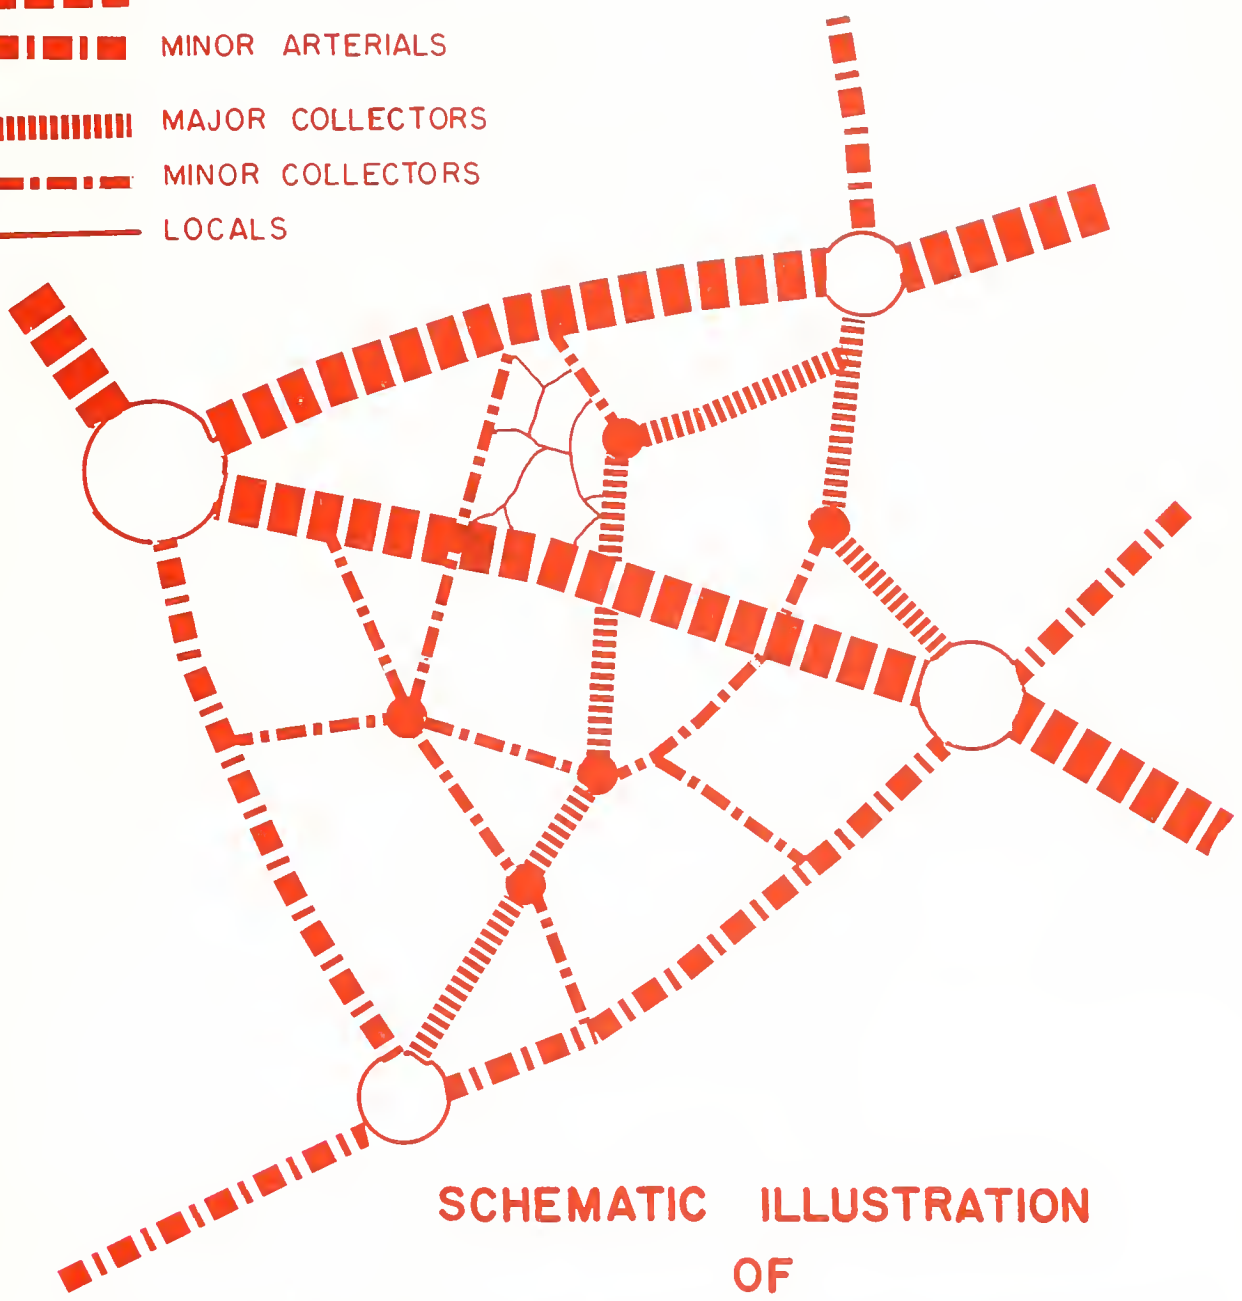 MINOR ARTERIALS
MAJOR COLLECTORS
MINOR COLLECTORS
LOCALS
SCHEMATIC ILLUSTRATION
OF